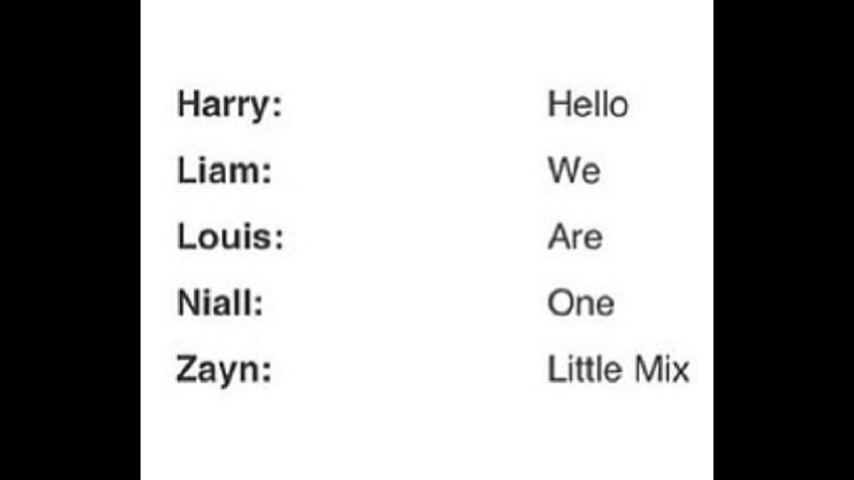 Harry: Hello
Liam: We
Louis: Are
Niall: One
Zayn: Little Mix